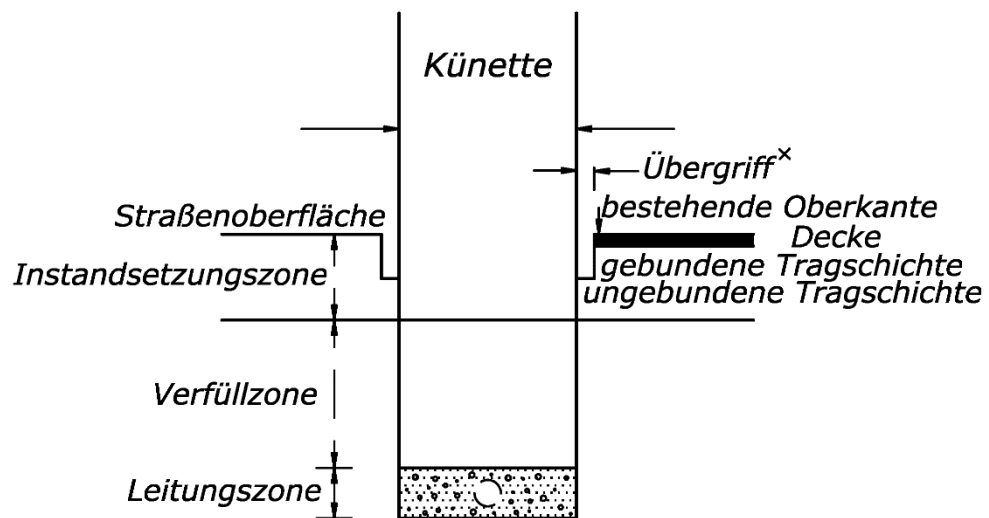 Künette
Übergriff×
bestehende Oberkante
Straßenoberfläche
Decke
Instandsetzungszone
gebundene Tragschichte
ungebundene Tragschichte
Verfüllzone
Leitungszone